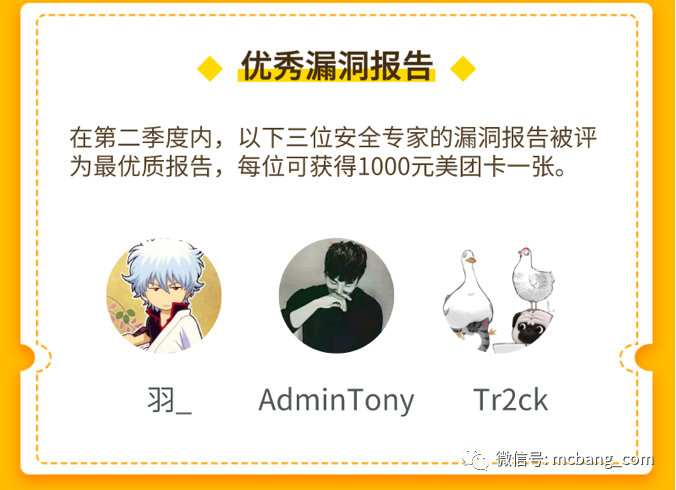 优秀漏洞报告
在第二季度内，以下三位安全专家的漏洞报告被评
为最优质报告，每位可获得1000元美团卡一张。
羽_
AdminTony
Tr2ck
微信号: mcbang_com